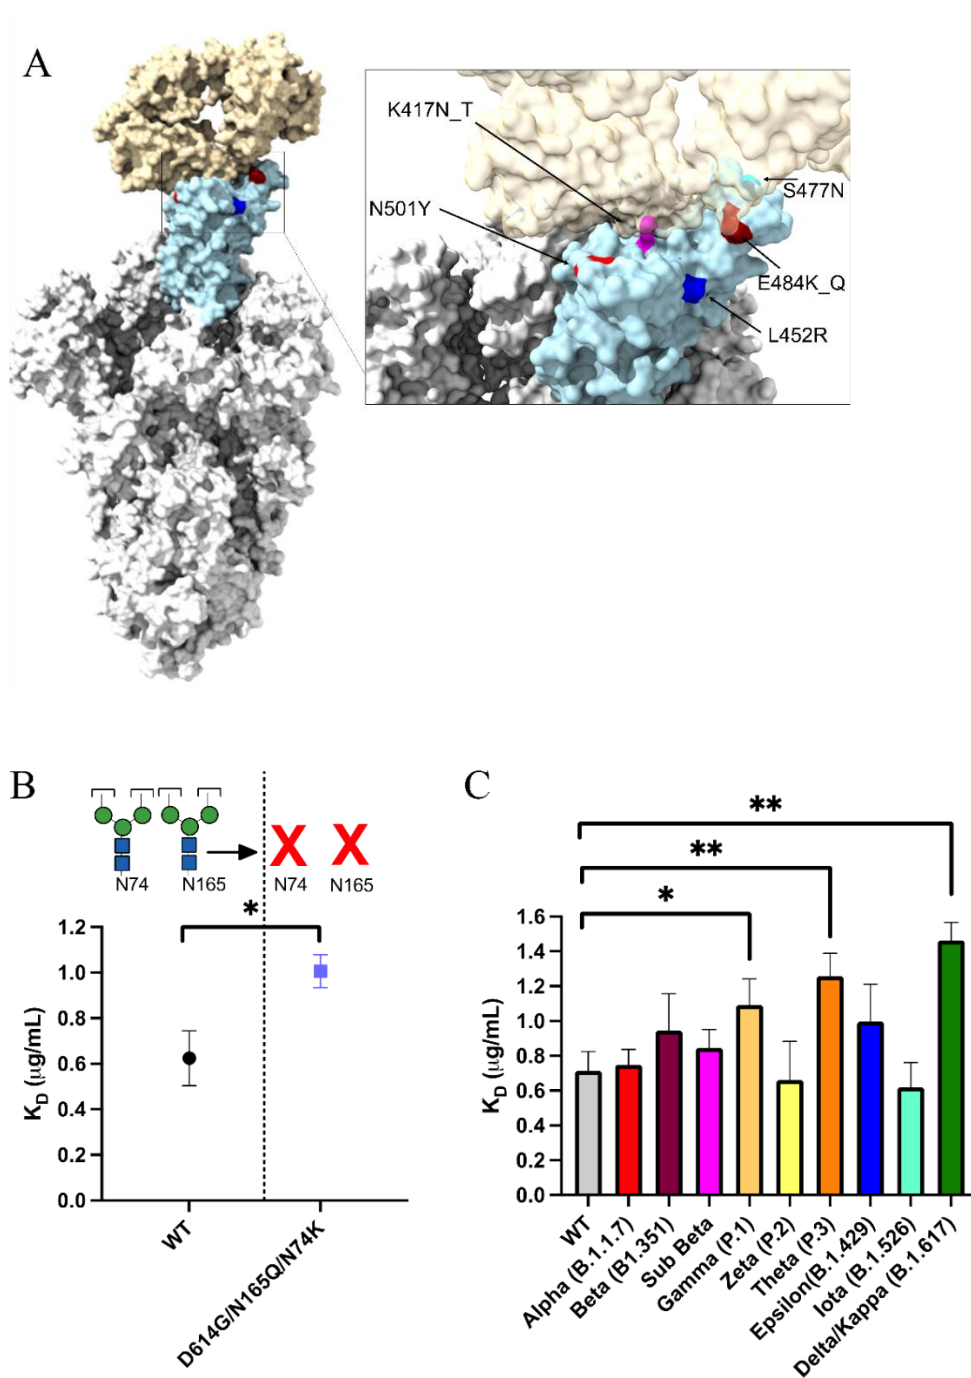 A
K417N_T
S477N
N501Y
E484K_Q
L452R
B
N74 N165 N74 N165
*
K_D (µg/mL)
1.2
1.0
0.8
0.6
0.4
0.2
0.0
WT
D614G/N165Q/N74K
C
**
**
*
K_D (µg/mL)
1.6
1.4
1.2
1.0
0.8
0.6
0.4
0.2
0.0
WT
Alpha (B.1.1.7)
Beta (B1.351)
Sub Beta
Gamma (P.1)
Zeta (P.2)
Theta (P.3)
Epsilon(B.1.429)
Iota (B.1.526)
Delta/Kappa (B.1.617)